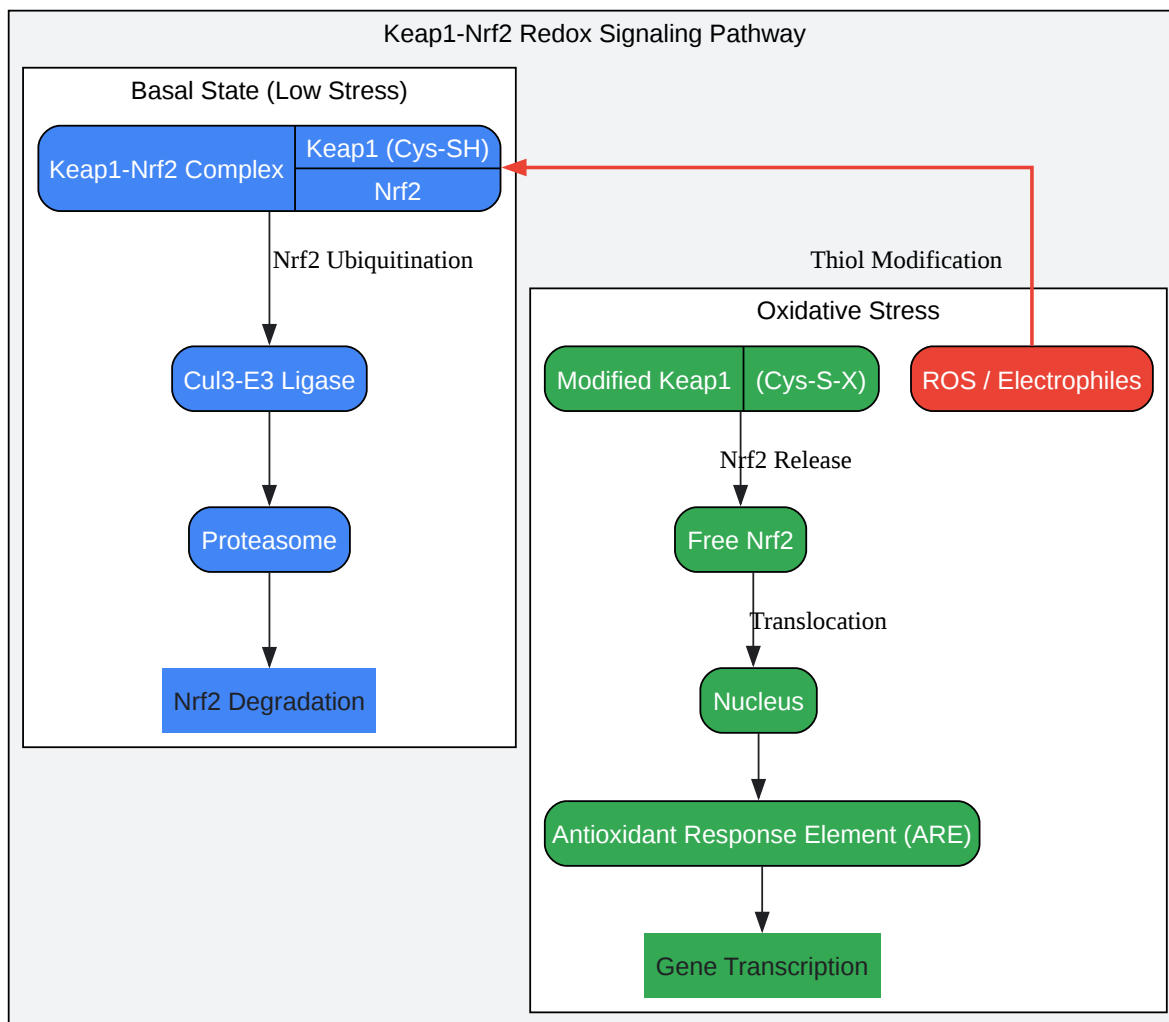 Keap1-Nrf2 Redox Signaling Pathway
Basal State (Low Stress)
Keap1-Nrf2 Complex
Keap1 (Cys-SH)
Nrf2
Nrf2 Ubiquitination
Cul3-E3 Ligase
Proteasome
Nrf2 Degradation
Thiol Modification
Oxidative Stress
Modified Keap1
(Cys-S-X)
ROS / Electrophiles
Nrf2 Release
Free Nrf2
Translocation
Nucleus
Antioxidant Response Element (ARE)
Gene Transcription